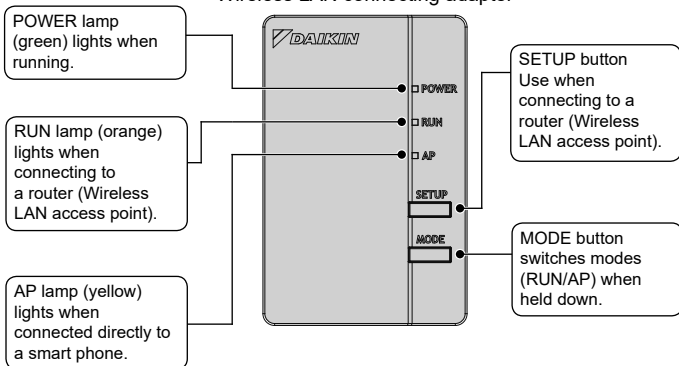 Wireless LAN connecting adapter
POWER lamp
(green) lights when
running.
RUN lamp (orange)
lights when
connecting to
a router (Wireless
LAN access point).
AP lamp (yellow)
lights when
connected directly to
a smart phone.
DAIKIN
POWER
RUN
AP
SETUP
MODE
SETUP button
Use when
connecting to a
router (Wireless
LAN access point).
MODE button
switches modes
(RUN/AP) when
held down.